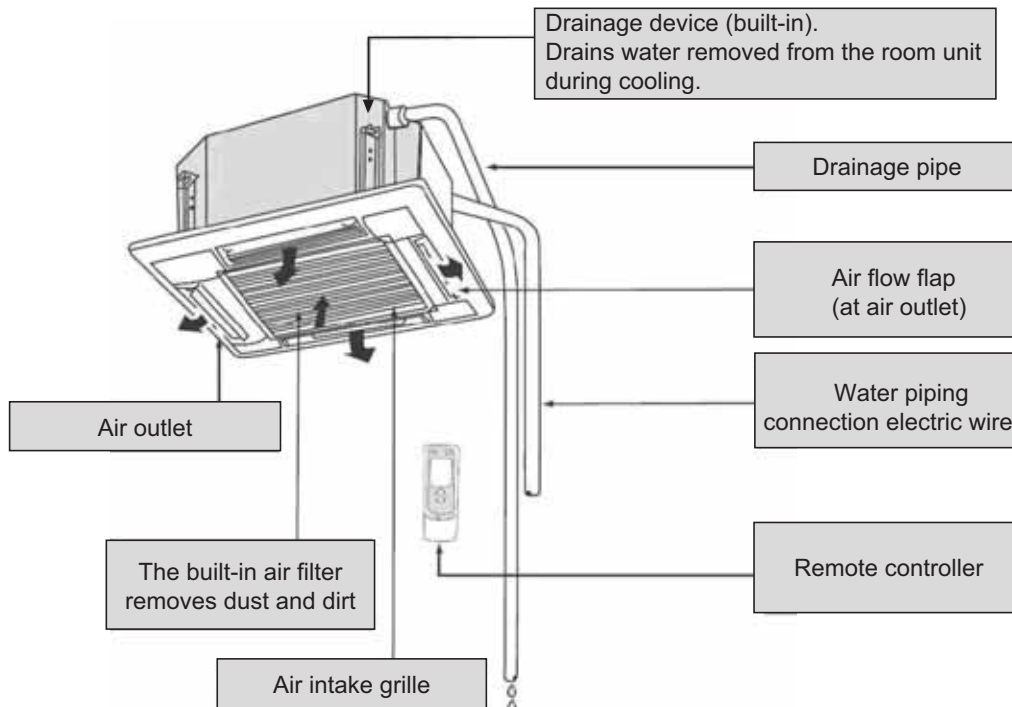 Drainage device (built-in).
Drains water removed from the room unit
during cooling.
Drainage pipe
Air flow flap
(at air outlet)
Water piping
connection electric wire
Air outlet
The built-in air filter
removes dust and dirt
Remote controller
Air intake grille